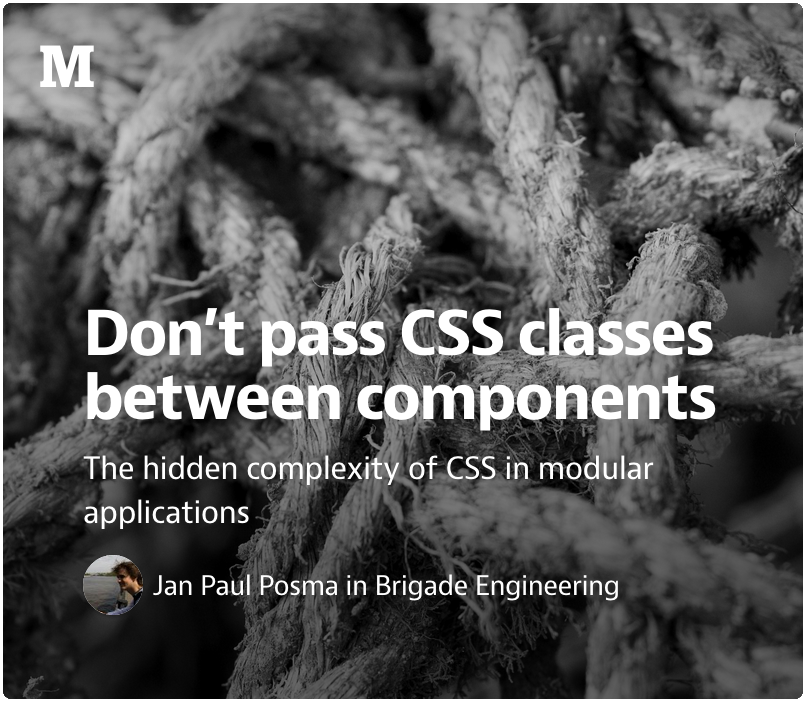 M
Don’t pass CSS classes
between components
The hidden complexity of CSS in modular
applications
Jan Paul Posma in Brigade Engineering